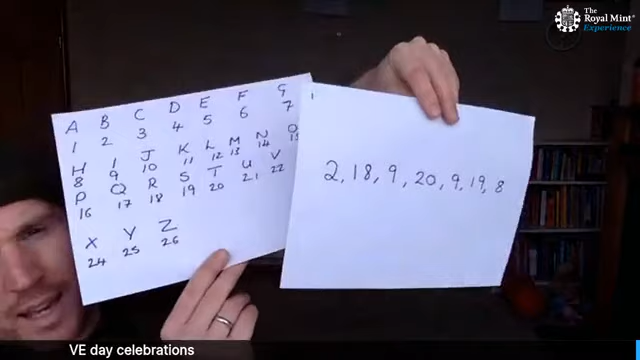 The
Royal Mint®
Experience
A B C D E F G
1 2 3 4 5 6 7
H I J K L M N O
8 9 10 11 12 13 14 15
P Q R S T U V
16 17 18 19 20 21 22
X Y Z
24 25 26
2, 18, 9, 20, 9, 19, 8
VE day celebrations